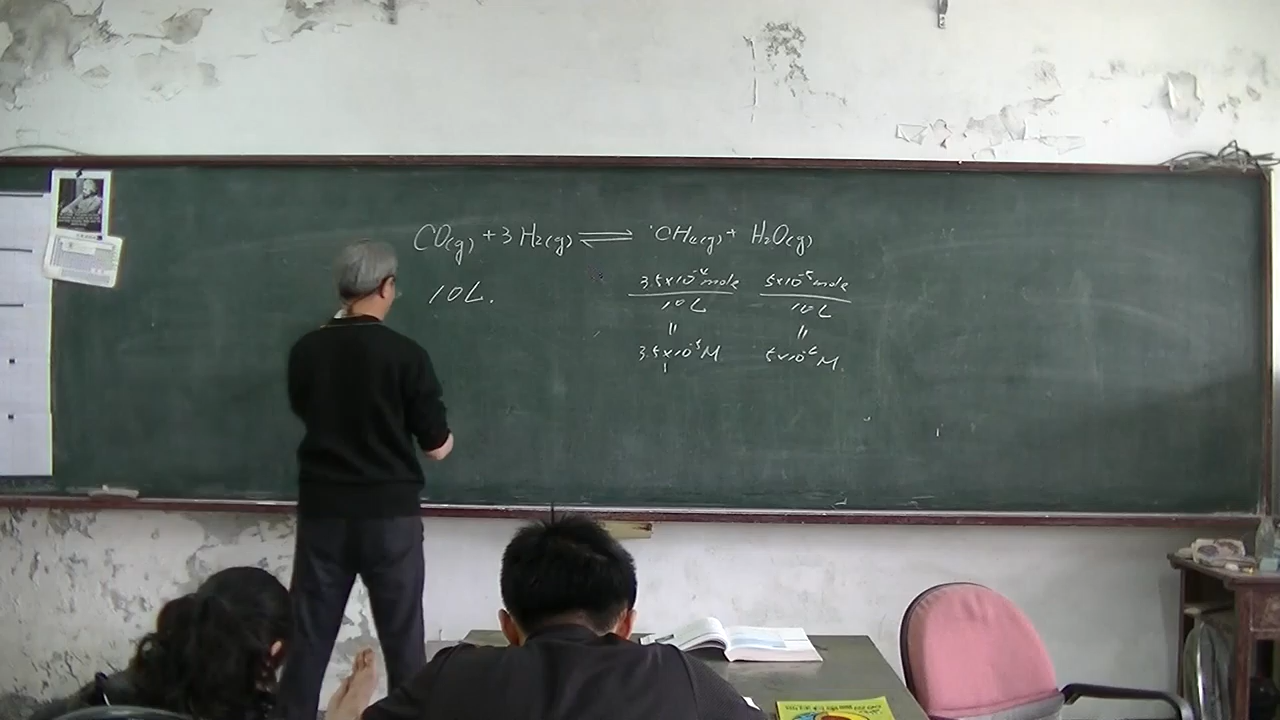 CO(g) + 3H₂(g) ⇌ CH₄(g) + H₂O(g)
10L.
3.5×10⁻⁴mole 5×10⁻⁵mole
10L 10L
= =
3.5×10⁻⁵M 5×10⁻⁶M.